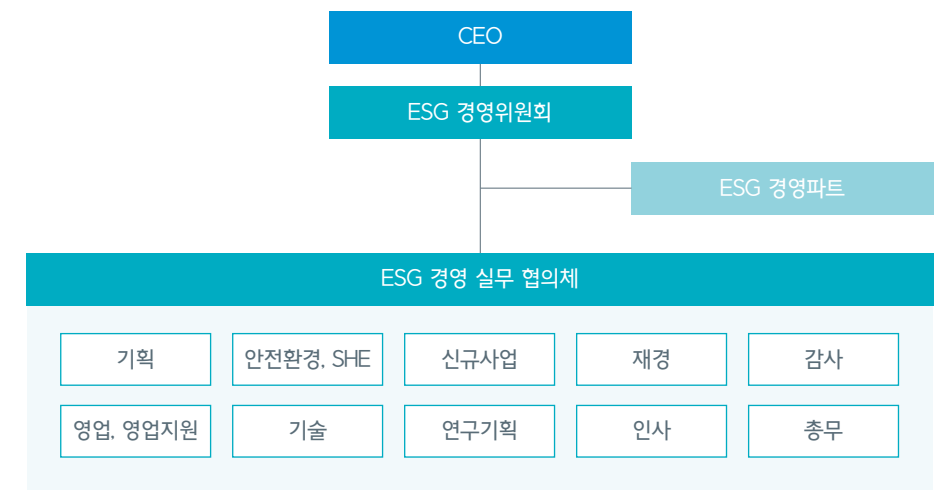 CEO
ESG 경영위원회
ESG 경영파트
ESG 경영 실무 협의체
기획
안전환경, SHE
신규사업
재경
감사
영업, 영업지원
기술
연구기획
인사
총무